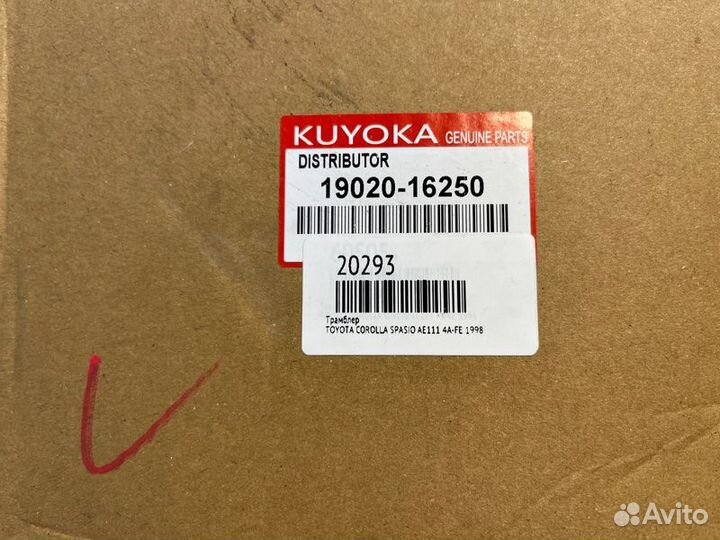 KUYOKA GENUINE PARTS
DISTRIBUTOR
19020-16250
20293
Трамблер
TOYOTA COROLLA SPASIO AE111 4A-FE 1998
Avito